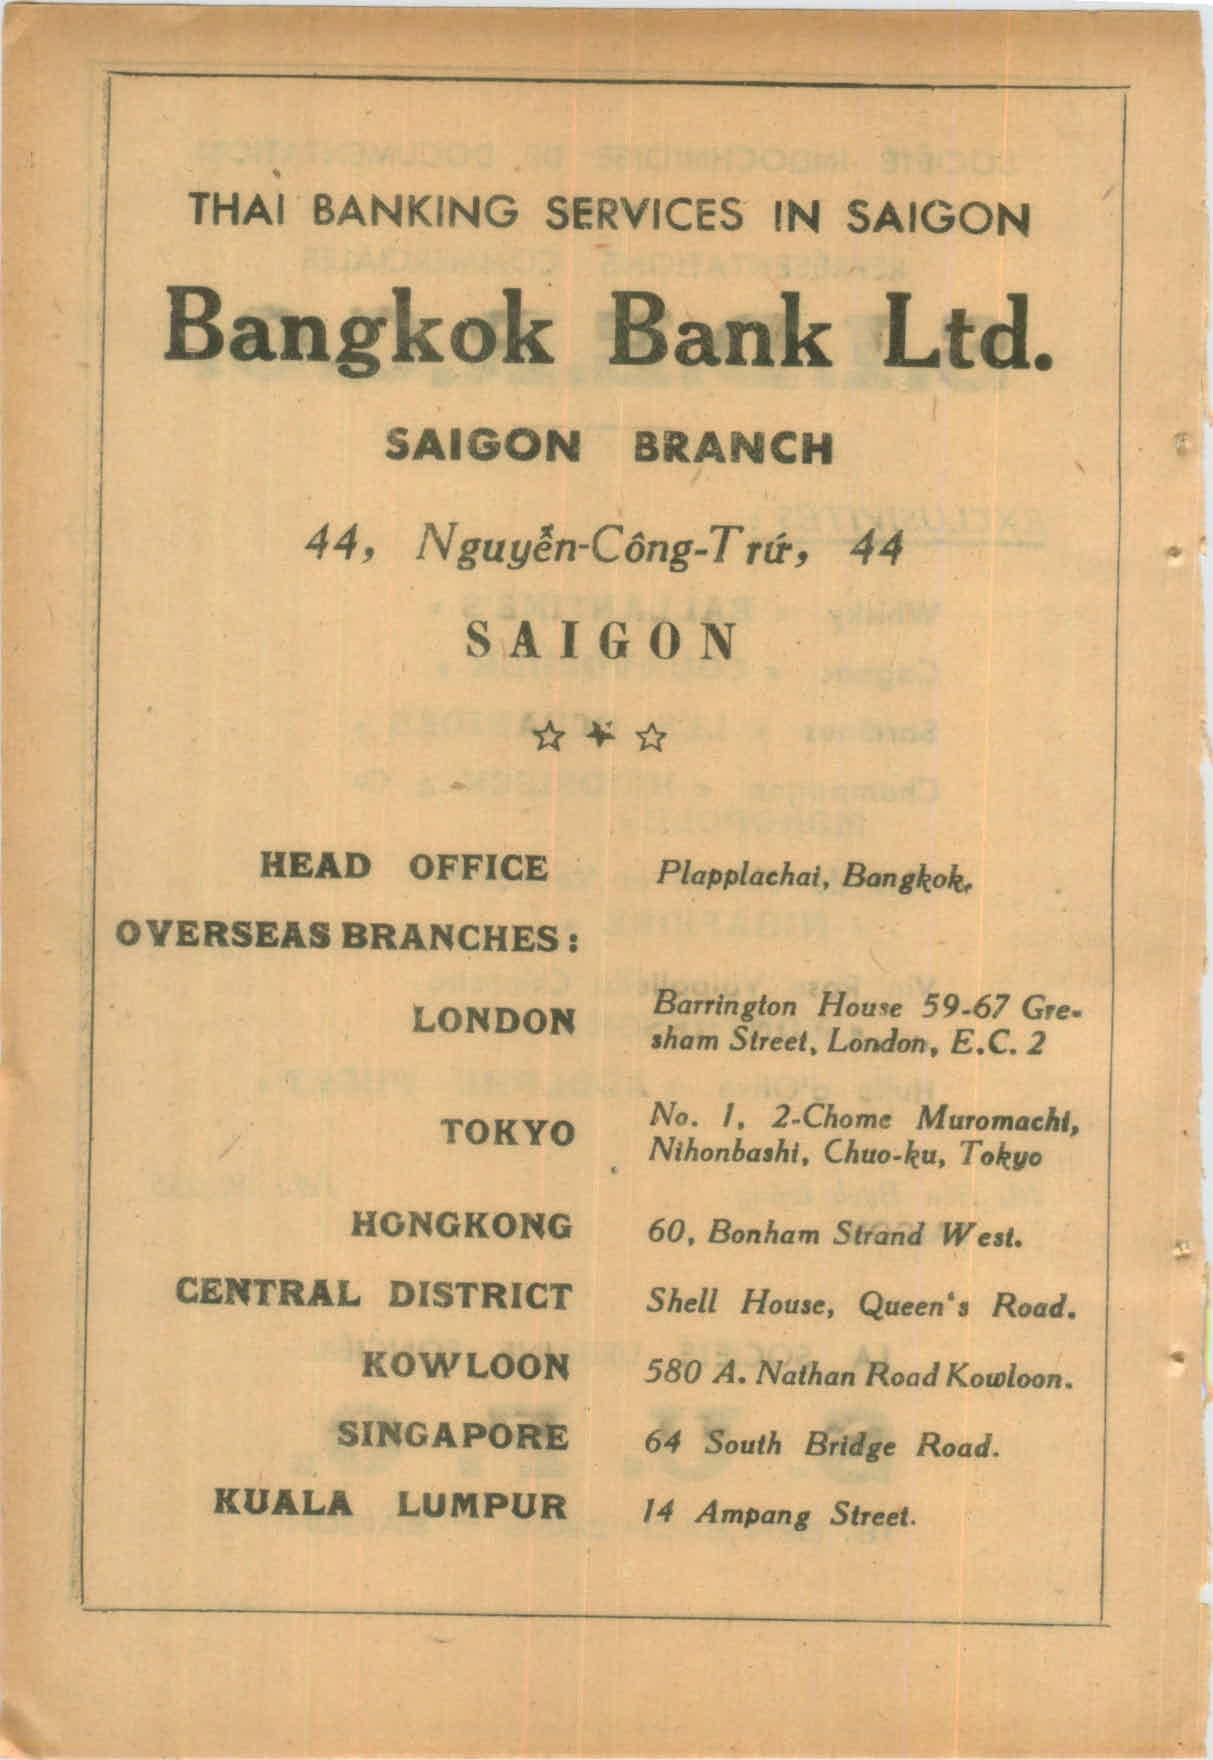 THAI BANKING SERVICES IN SAIGON
Bangkok Bank Ltd.
SAIGON BRANCH
44, Nguyễn-Công-Trứ, 44
SAIGON
☆ ★ ☆
HEAD OFFICE Plapplachai, Bangkok,
OVERSEAS BRANCHES :
LONDON Barrington House 59-67 Gre-
sham Street, London, E.C. 2
TOKYO No. 1, 2-Chome Muromachi,
Nihonbashi, Chuo-ku, Tokyo
HONGKONG 60, Bonham Strand West.
CENTRAL DISTRICT Shell House, Queen's Road.
KOWLOON 580 A. Nathan Road Kowloon.
SINGAPORE 64 South Bridge Road.
KUALA LUMPUR 14 Ampang Street.